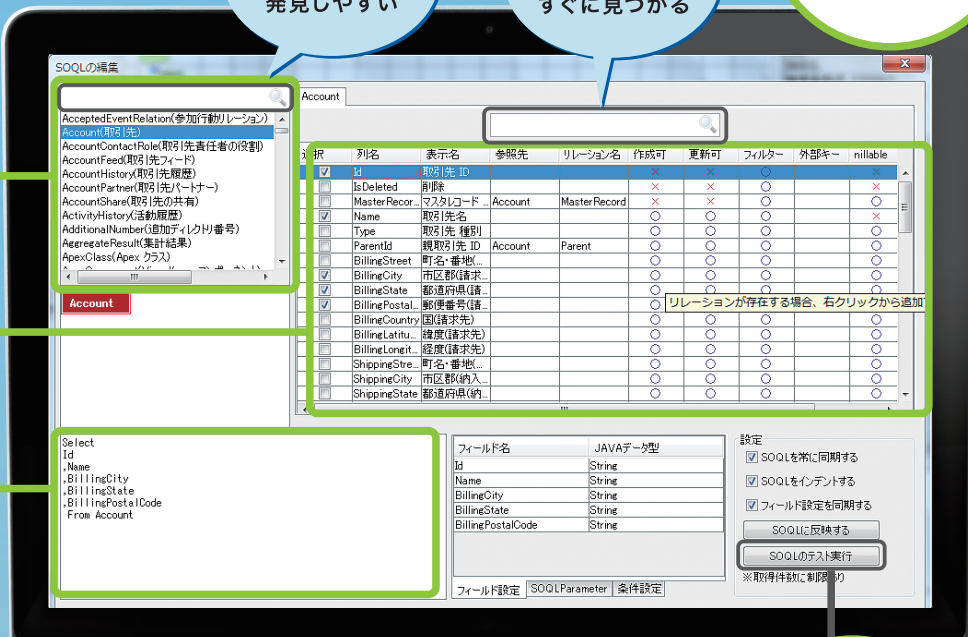 発見しやすい
すぐに見つかる
SOQLの編集
x
AcceptedEventRelation(参加行動リレーション)
Account(取引先)
AccountContactRole(取引先責任者の役割)
AccountFeed(取引先フィード)
AccountHistory(取引先履歴)
AccountPartner(取引先パートナー)
AccountShare(取引先の共有)
ActivityHistory(活動履歴)
AdditionalNumber(追加ディレクトリ番号)
AggregateResult(集計結果)
ApexClass(Apex クラス)
Account
Account
選択 列名 表示名 参照先 リレーション名 作成可 更新可 フィルター 外部キー nillable
Id 取引先 ID × × ○ ×
IsDeleted 削除 × × ○ ×
MasterRecor... マスタレコード ... Account MasterRecord × × ○ ○
Name 取引先名 ○ ○ ○ ×
Type 取引先 種別 ○ ○ ○ ○
ParentId 親取引先 ID Account Parent ○ ○ ○ ○
BillingStreet 町名・番地(... ○ ○ ○ ○
BillingCity 市区郡(請求... ○ ○ ○ ○
BillingState 都道府県(請... ○ ○ ○ ○
BillingPostal... 郵便番号(請... ○
リレーションが存在する場合、右クリックから追加
BillingCountry 国(請求先) ○ ○ ○ ○
BillingLatitu... 緯度(請求先) ○ ○ ○ ○
BillingLongit... 経度(請求先) ○ ○ ○ ○
ShippingStre... 町名・番地(... ○ ○ ○ ○
ShippingCity 市区郡(納入... ○ ○ ○ ○
ShippingState 都道府県(納... ○ ○ ○ ○
Select
Id
,Name
,BillingCity
,BillingState
,BillingPostalCode
From Account
フィールド名 JAVAデータ型
Id String
Name String
BillingCity String
BillingState String
BillingPostalCode String
フィールド設定 SOQLParameter 条件設定
設定
SOQLを常に同期する
SOQLをインデントする
フィールド設定を同期する
SOQLに反映する
SOQLのテスト実行
※取得件数に制限あり